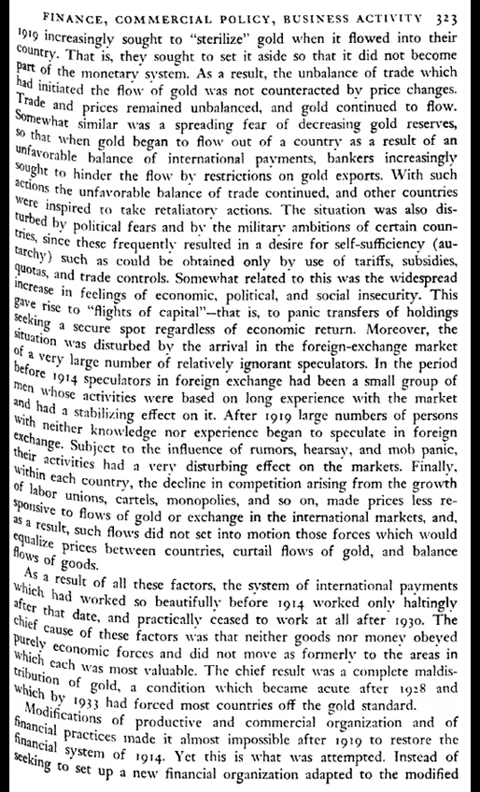 FINANCE, COMMERCIAL POLICY, BUSINESS ACTIVITY 323
1919 increasingly sought to “sterilize” gold when it flowed into their
country. That is, they sought to set it aside so that it did not become
part of the monetary system. As a result, the unbalance of trade which
had initiated the flow of gold was not counteracted by price changes.
Trade and prices remained unbalanced, and gold continued to flow.
Somewhat similar was a spreading fear of decreasing gold reserves,
so that when gold began to flow out of a country as a result of an
unfavorable balance of international payments, bankers increasingly
sought to hinder the flow by restrictions on gold exports. With such
actions the unfavorable balance of trade continued, and other countries
were inspired to take retaliatory actions. The situation was also dis-
turbed by political fears and by the military ambitions of certain coun-
tries, since these frequently resulted in a desire for self-sufficiency (au-
tarchy) such as could be obtained only by use of tariffs, subsidies,
quotas, and trade controls. Somewhat related to this was the widespread
increase in feelings of economic, political, and social insecurity. This
gave rise to “flights of capital”—that is, to panic transfers of holdings
seeking a secure spot regardless of economic return. Moreover, the
situation was disturbed by the arrival in the foreign-exchange market
of a very large number of relatively ignorant speculators. In the period
before 1914 speculators in foreign exchange had been a small group of
men whose activities were based on long experience with the market
and had a stabilizing effect on it. After 1919 large numbers of persons
with neither knowledge nor experience began to speculate in foreign
exchange. Subject to the influence of rumors, hearsay, and mob panic,
their activities had a very disturbing effect on the markets. Finally,
within each country, the decline in competition arising from the growth
of labor unions, cartels, monopolies, and so on, made prices less re-
sponsive to flows of gold or exchange in the international markets, and,
as a result, such flows did not set into motion those forces which would
equalize prices between countries, curtail flows of gold, and balance
flows of goods.
As a result of all these factors, the system of international payments
which had worked so beautifully before 1914 worked only haltingly
after that date, and practically ceased to work at all after 1930. The
chief cause of these factors was that neither goods nor money obeyed
purely economic forces and did not move as formerly to the areas in
which each was most valuable. The chief result was a complete maldis-
tribution of gold, a condition which became acute after 1928 and
which by 1933 had forced most countries off the gold standard.
Modifications of productive and commercial organization and of
financial practices made it almost impossible after 1919 to restore the
financial system of 1914. Yet this is what was attempted. Instead of
seeking to set up a new financial organization adapted to the modified